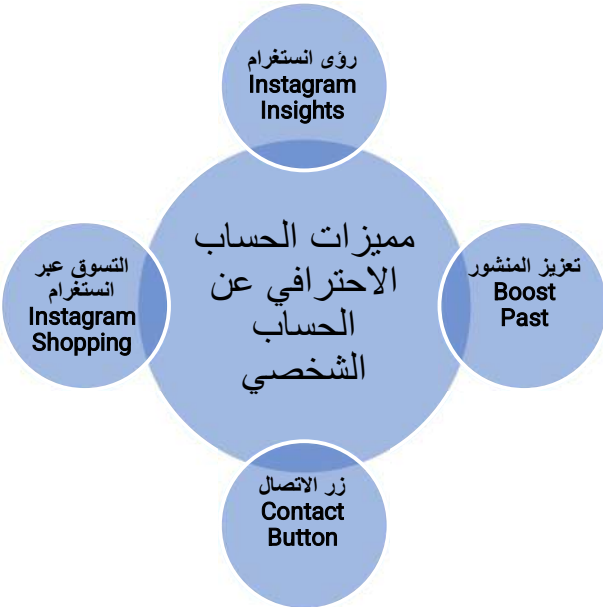 رؤى انستغرام
Instagram
Insights
مميزات الحساب
الاحترافي عن
الحساب
الشخصي
تعزيز المنشور
Boost
Past
التسوق عبر
انستغرام
Instagram
Shopping
زر الاتصال
Contact
Button